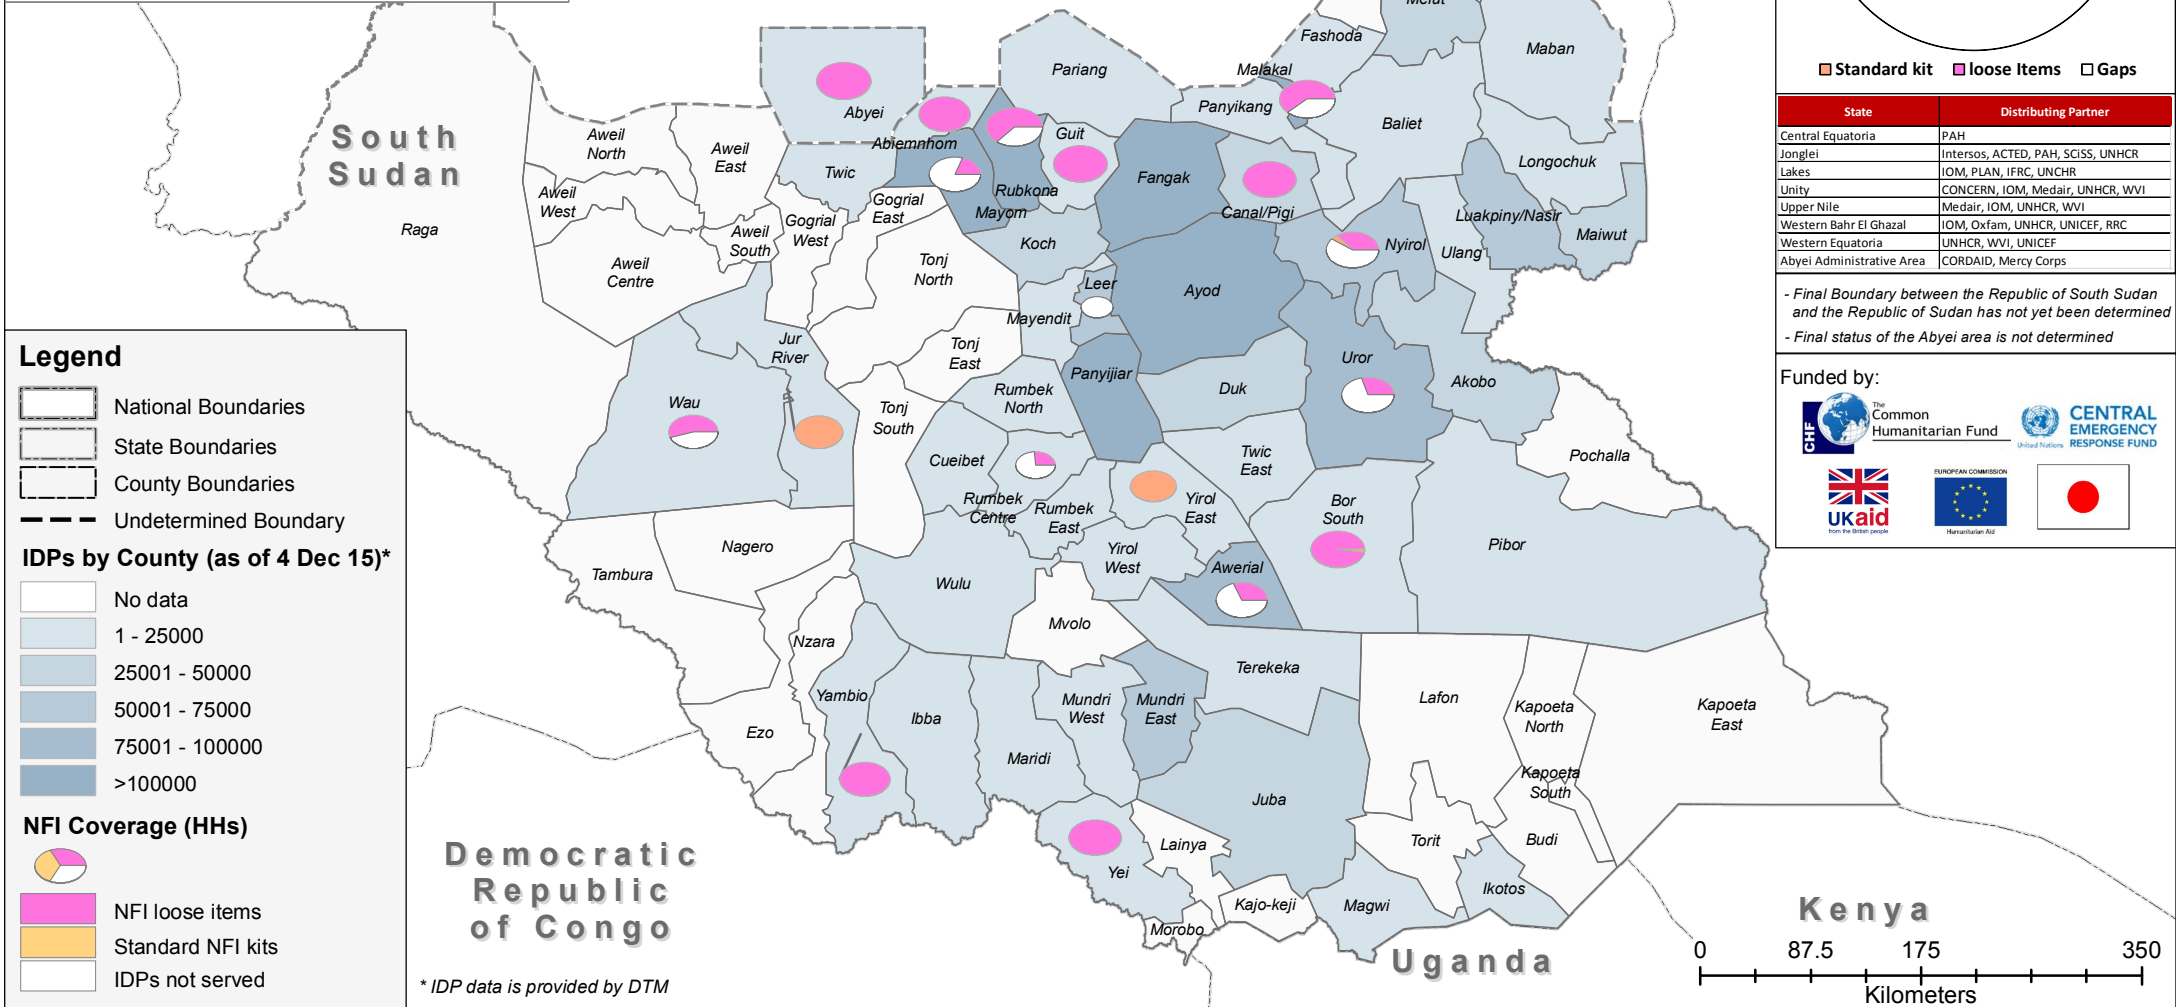 Melut
Fashoda
Maban
Pariang
Malakal
Abyei
Panyikang
Baliet
South
Sudan
Aweil
North
Aweil
East
Abiemnhom
Guit
Twic
Rubkona
Fangak
Longochuk
Aweil
West
Gogrial
East
Mayom
Canal/Pigi
Luakpiny/Nasir
Raga
Gogrial
West
Aweil
South
Koch
Nyirol
Ulang
Maiwut
Aweil
Centre
Tonj
North
Leer
Ayod
Mayendit
Jur
River
Tonj
East
Panyijiar
Uror
Duk
Akobo
Rumbek
North
Wau
Tonj
South
Cueibet
Twic
East
Pochalla
Rumbek
Centre
Rumbek
East
Yirol
East
Bor
South
Pibor
Nagero
Tambura
Wulu
Yirol
West
Awerial
Mvolo
Nzara
Terekeka
Yambio
Ibba
Mundri
West
Mundri
East
Lafon
Kapoeta
North
Kapoeta
East
Ezo
Maridi
Juba
Kapoeta
South
Torit
Budi
Lainya
Yei
Ikotos
Magwi
Kajo-keji
Morobo
Democratic
Republic
of Congo
Uganda
Kenya
* IDP data is provided by DTM
0 87.5 175 350
Kilometers
Legend
National Boundaries
State Boundaries
County Boundaries
Undetermined Boundary
IDPs by County (as of 4 Dec 15)*
No data
1 - 25000
25001 - 50000
50001 - 75000
75001 - 100000
>100000
NFI Coverage (HHs)
NFI loose items
Standard NFI kits
IDPs not served
Standard kit loose Items Gaps
State Distributing Partner
Central Equatoria PAH
Jonglei Intersos, ACTED, PAH, SCiSS, UNHCR
Lakes IOM, PLAN, IFRC, UNCHR
Unity CONCERN, IOM, Medair, UNHCR, WVI
Upper Nile Medair, IOM, UNHCR, WVI
Western Bahr El Ghazal IOM, Oxfam, UNHCR, UNICEF, RRC
Western Equatoria UNHCR, WVI, UNICEF
Abyei Administrative Area CORDAID, Mercy Corps
- Final Boundary between the Republic of South Sudan
and the Republic of Sudan has not yet been determined
- Final status of the Abyei area is not determined
Funded by:
CHF
The
Common
Humanitarian Fund
United Nations
CENTRAL
EMERGENCY
RESPONSE FUND
UKaid
from the British people
EUROPEAN COMMISSION
Humanitarian Aid